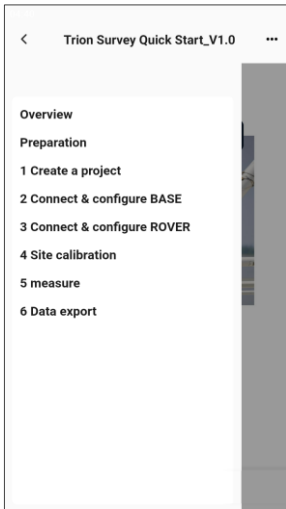 Trion Survey Quick Start_V1.0
Overview
Preparation
1 Create a project
2 Connect & configure BASE
3 Connect & configure ROVER
4 Site calibration
5 measure
6 Data export